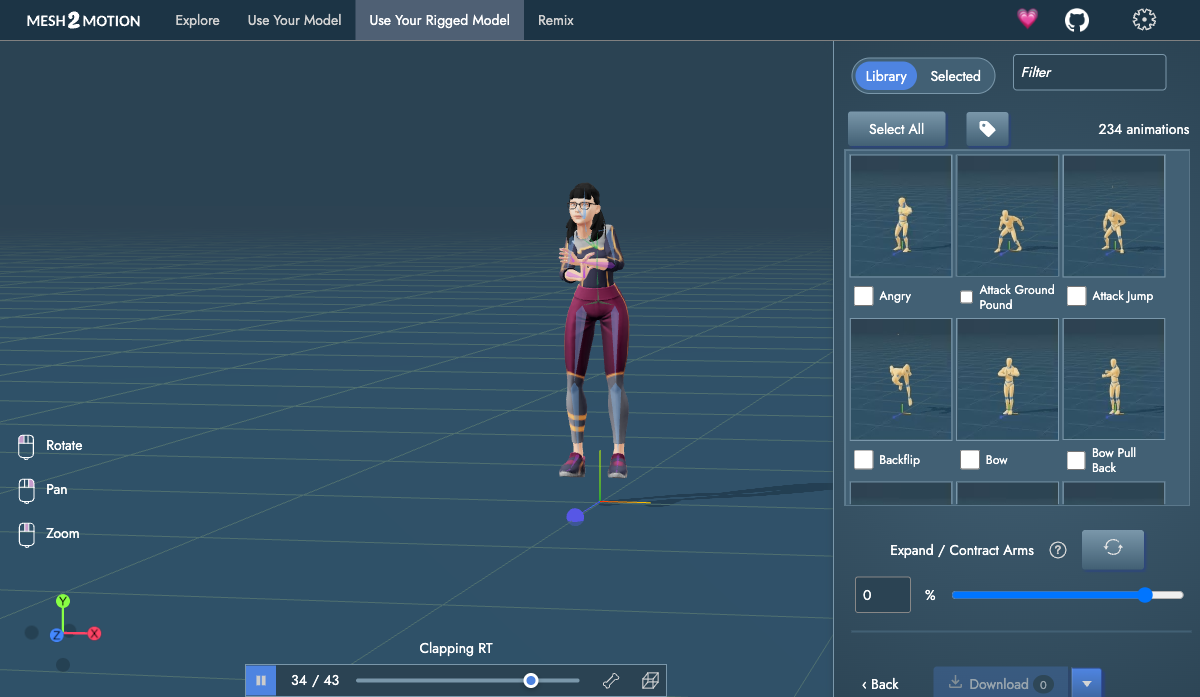 MESH2MOTION
Explore
Use Your Model
Use Your Rigged Model
Remix
Library
Selected
Filter
Select All
234 animations
Angry
Attack Ground
Pound
Attack Jump
Backflip
Bow
Bow Pull
Back
Rotate
Pan
Zoom
Y
Z
X
Clapping RT
34 / 43
Expand / Contract Arms
?
0
%
‹ Back
Download
0